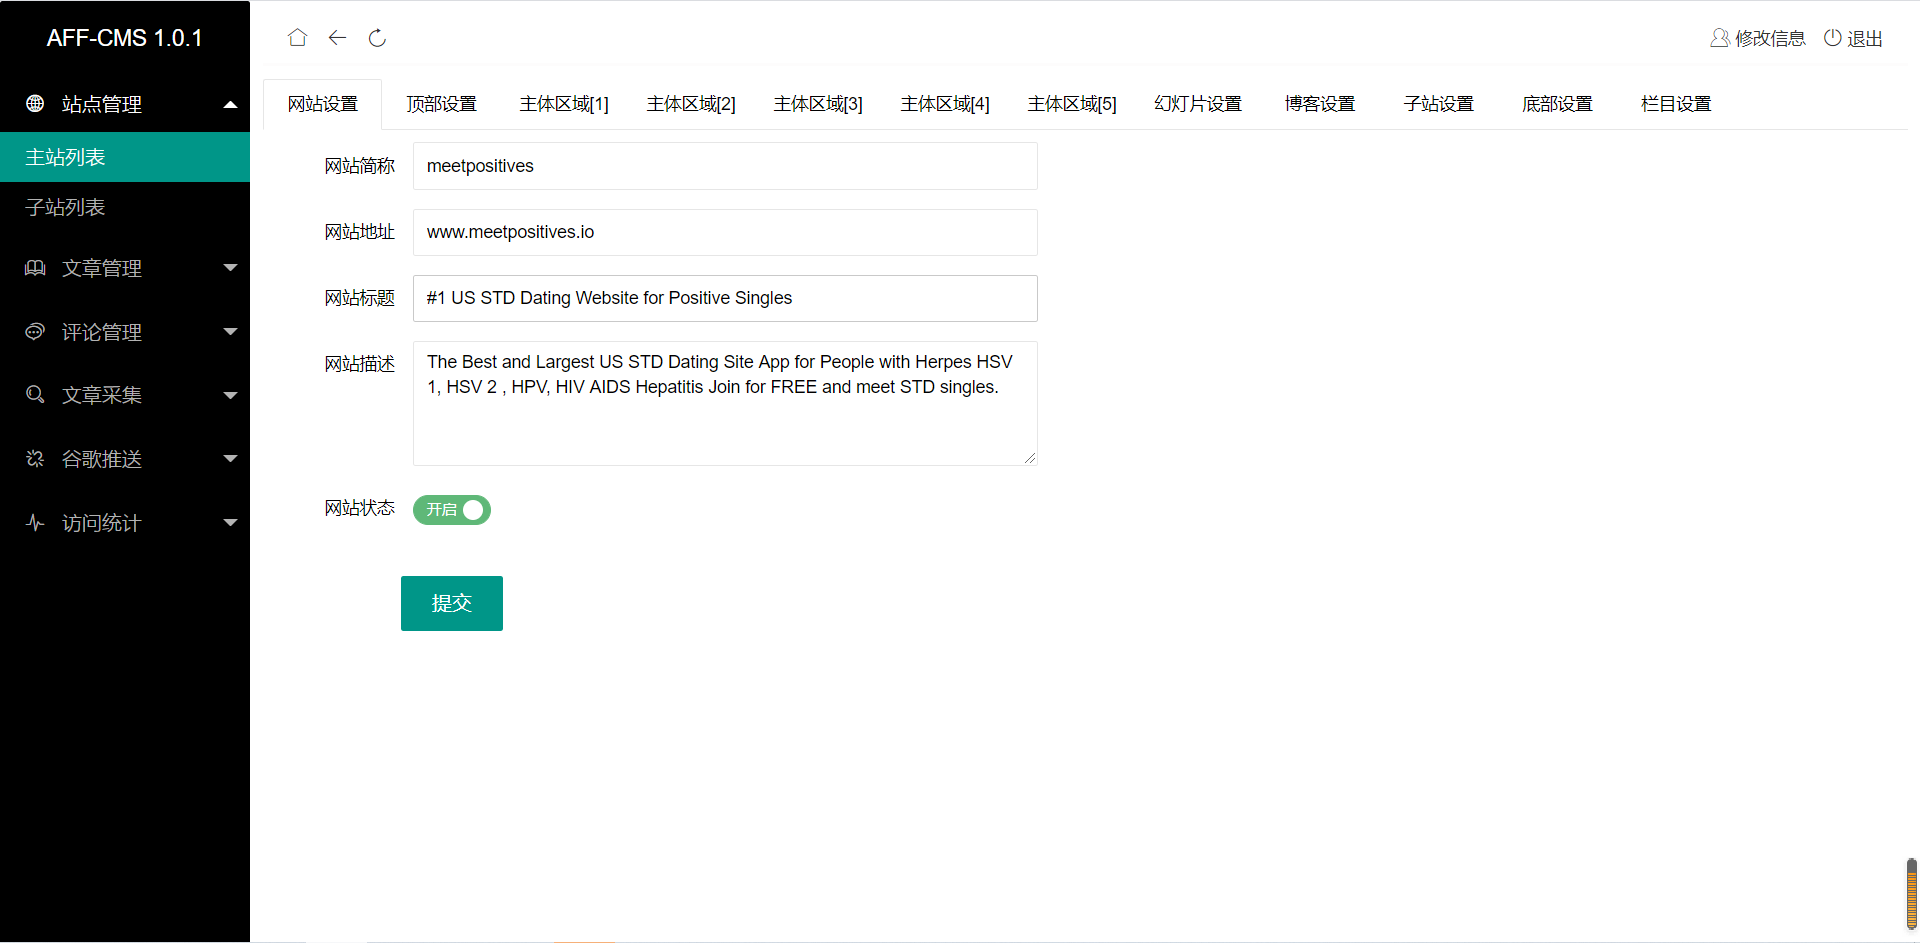 AFF-CMS 1.0.1
站点管理
主站列表
子站列表
文章管理
评论管理
文章采集
谷歌推送
访问统计
修改信息 退出
网站设置 顶部设置 主体区域[1] 主体区域[2] 主体区域[3] 主体区域[4] 主体区域[5] 幻灯片设置 博客设置 子站设置 底部设置 栏目设置
网站简称 meetpositives
网站地址 www.meetpositives.io
网站标题 #1 US STD Dating Website for Positive Singles
网站描述 The Best and Largest US STD Dating Site App for People with Herpes HSV
1, HSV 2 , HPV, HIV AIDS Hepatitis Join for FREE and meet STD singles.
网站状态 开启
提交